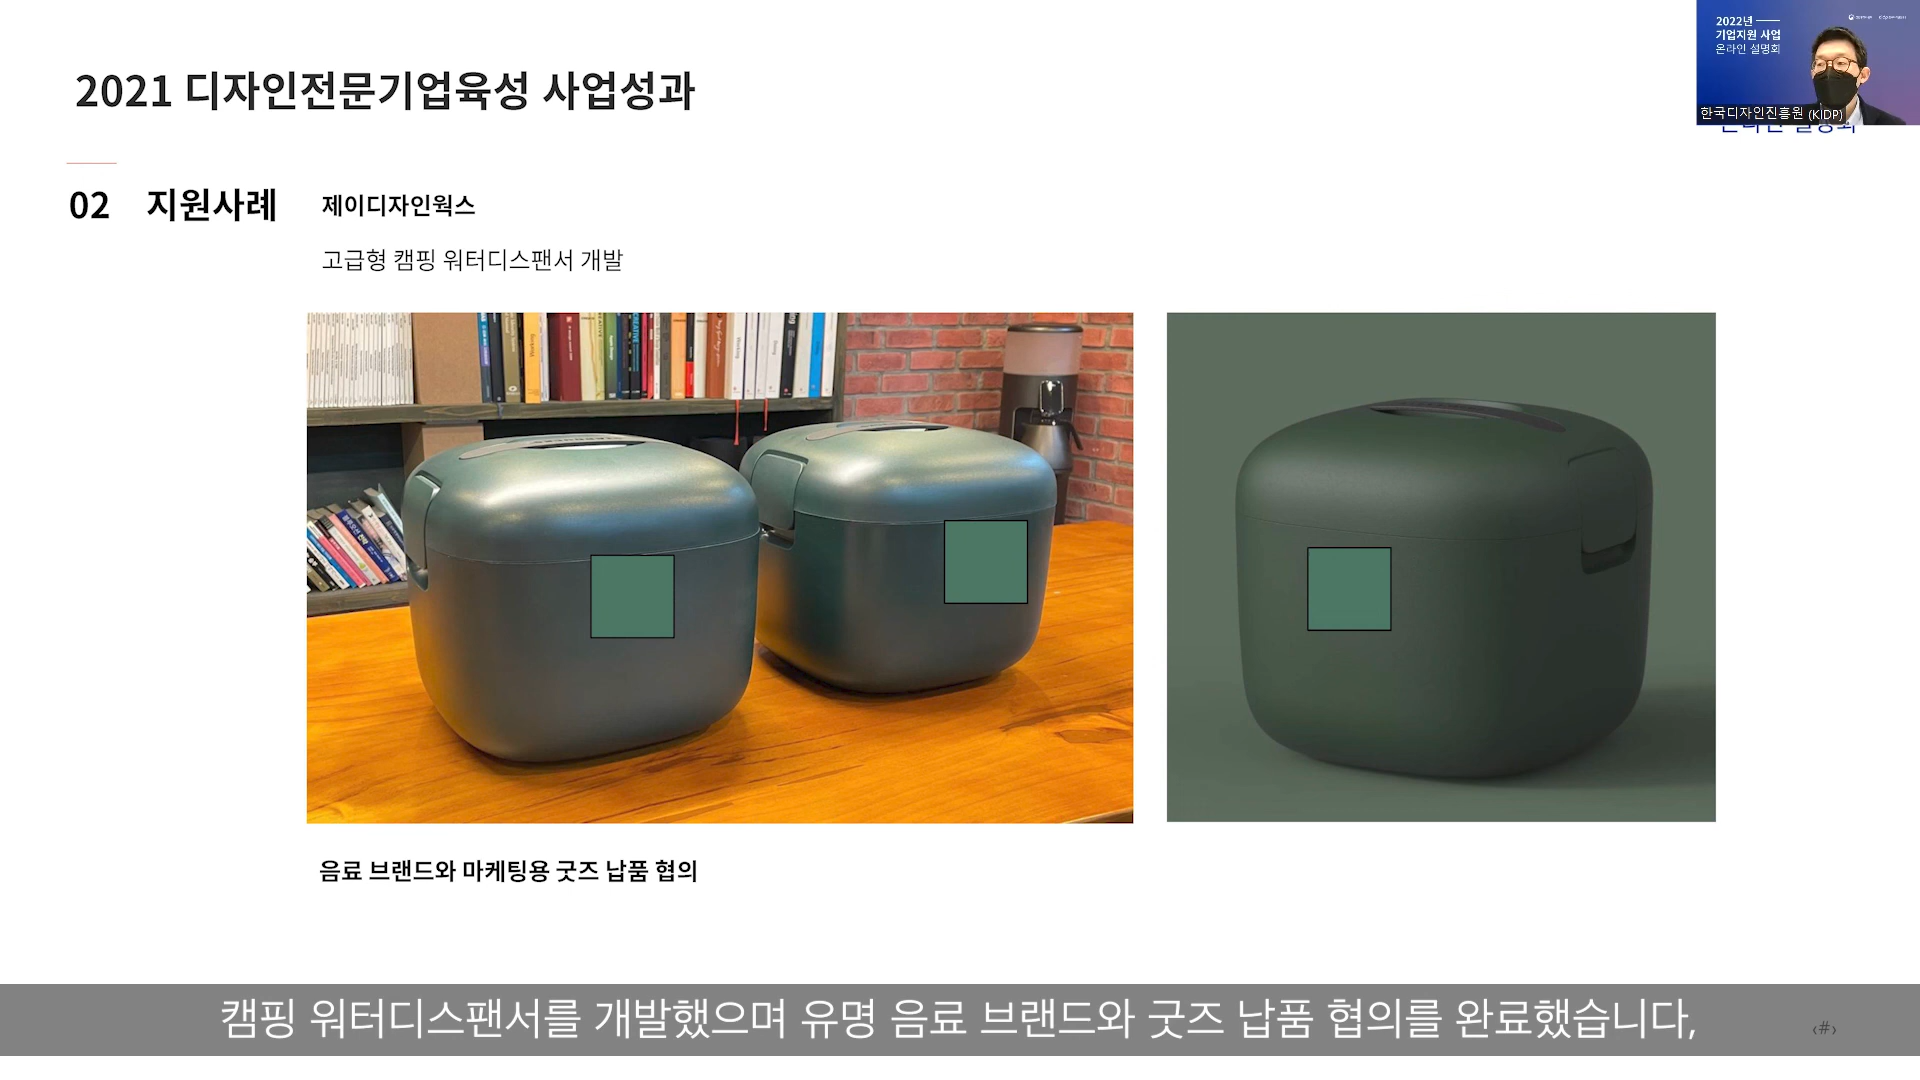 2021 디자인전문기업육성 사업성과
2022년
기업지원 사업
온라인 설명회
한국디자인진흥원 (KIDP)
온라인 설명회
02 지원사례 제이디자인웍스
고급형 캠핑 워터디스팬서 개발
음료 브랜드와 마케팅용 굿즈 납품 협의
캠핑 워터디스팬서를 개발했으며 유명 음료 브랜드와 굿즈 납품 협의를 완료했습니다,
‹#›